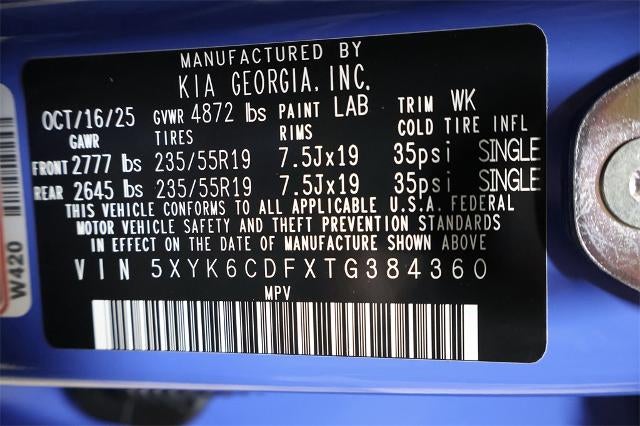 MANUFACTURED BY
KIA GEORGIA, INC.
OCT/16/25 GVWR 4872 lbs PAINT LAB TRIM WK
GAWR TIRES RIMS COLD TIRE INFL
FRONT 2777 lbs 235/55R19 7.5Jx19 35psi SINGLE
REAR 2645 lbs 235/55R19 7.5Jx19 35psi SINGLE
THIS VEHICLE CONFORMS TO ALL APPLICABLE U.S.A. FEDERAL
MOTOR VEHICLE SAFETY AND THEFT PREVENTION STANDARDS
IN EFFECT ON THE DATE OF MANUFACTURE SHOWN ABOVE
VIN 5XYK6CDFXTG384360
MPV
W420